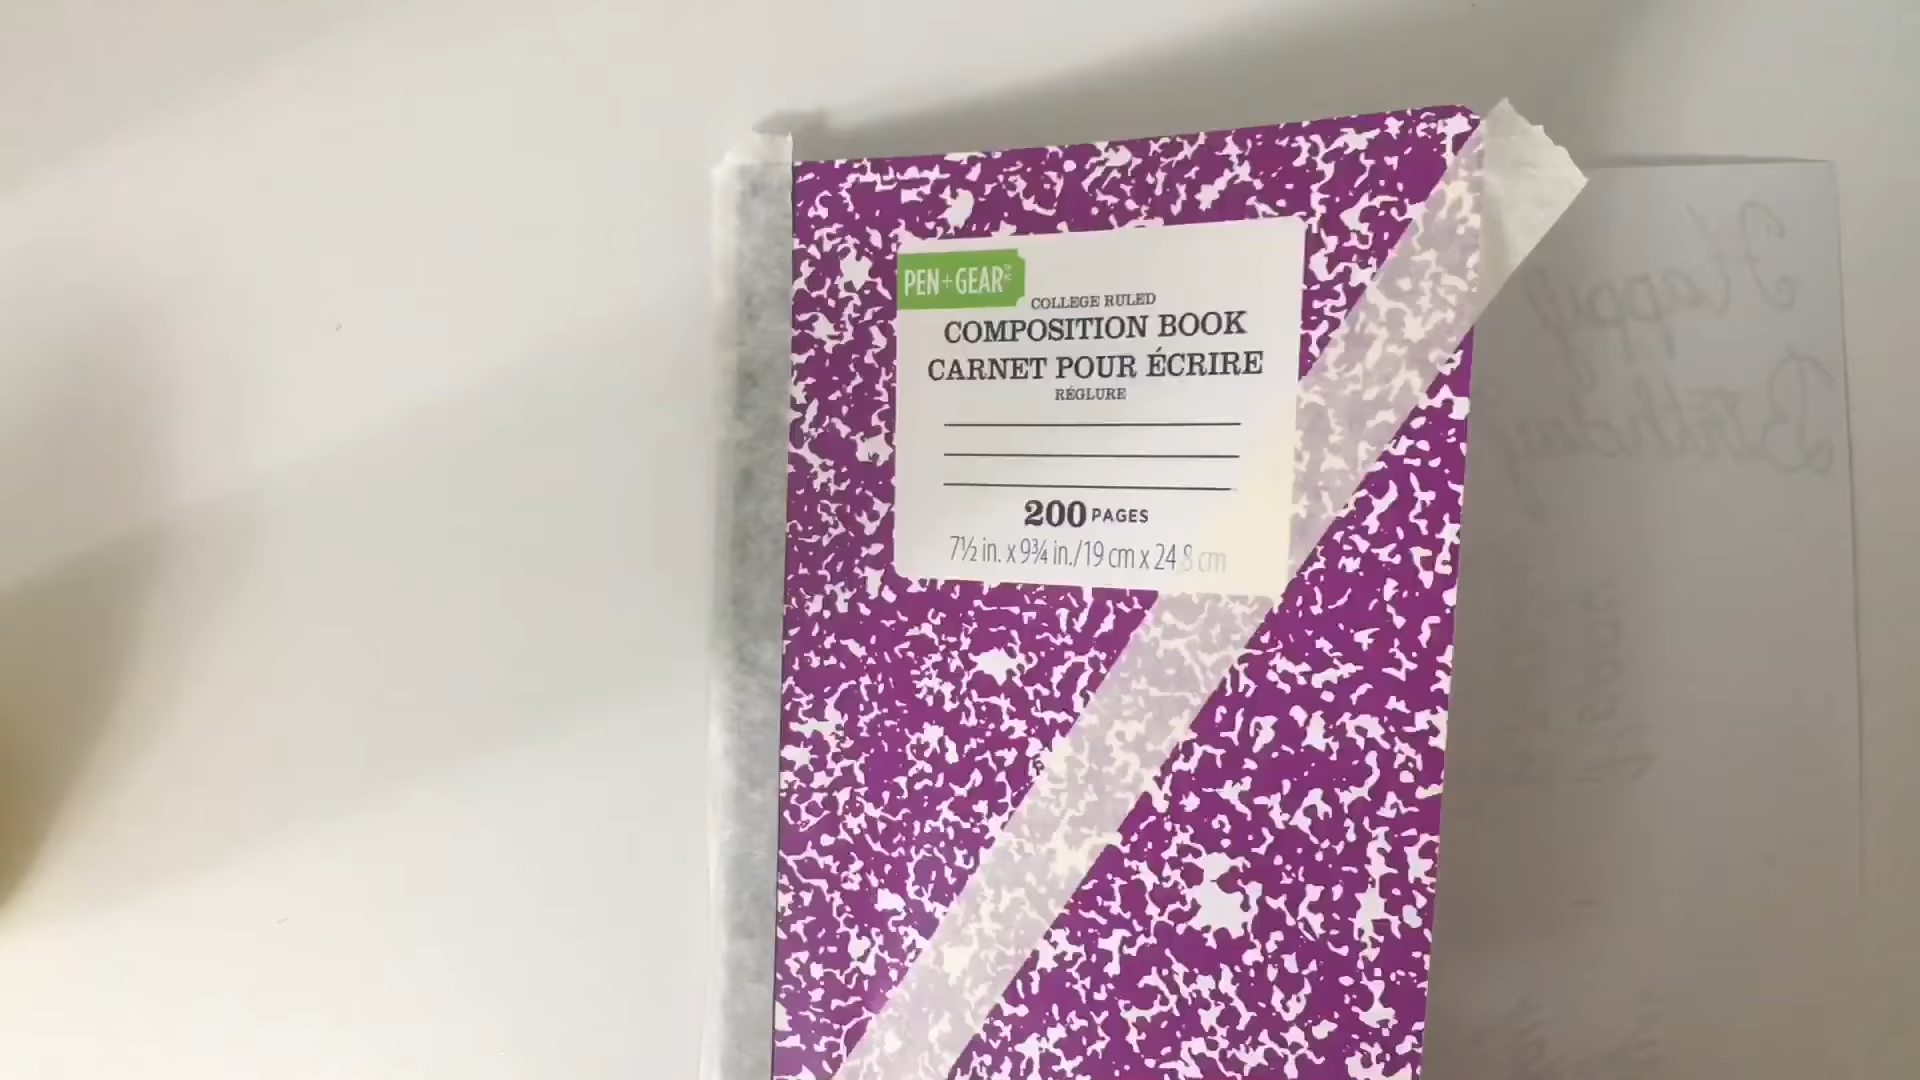 PEN+GEAR
COLLEGE RULED
COMPOSITION BOOK
CARNET POUR ÉCRIRE
RÉGLURE
200 PAGES
7½ in. x 9¾ in./19 cm x 24,8 cm
Happy
Birthday